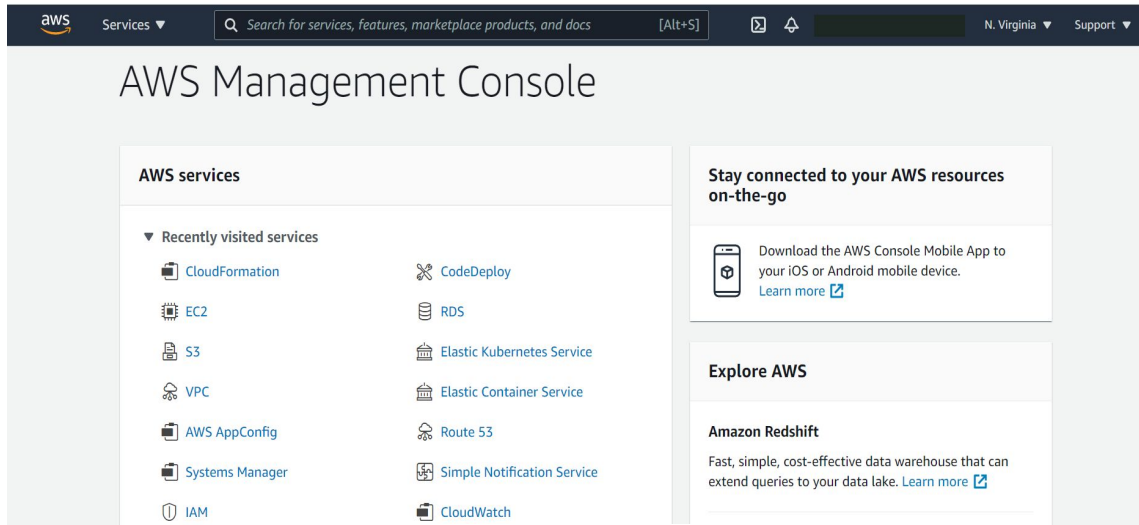 aws Services ▼ Search for services, features, marketplace products, and docs [Alt+S] N. Virginia ▼ Support ▼
AWS Management Console
AWS services
▼ Recently visited services
CloudFormation
EC2
S3
VPC
AWS AppConfig
Systems Manager
IAM
CodeDeploy
RDS
Elastic Kubernetes Service
Elastic Container Service
Route 53
Simple Notification Service
CloudWatch
Stay connected to your AWS resources
on-the-go
Download the AWS Console Mobile App to
your iOS or Android mobile device.
Learn more
Explore AWS
Amazon Redshift
Fast, simple, cost-effective data warehouse that can
extend queries to your data lake. Learn more